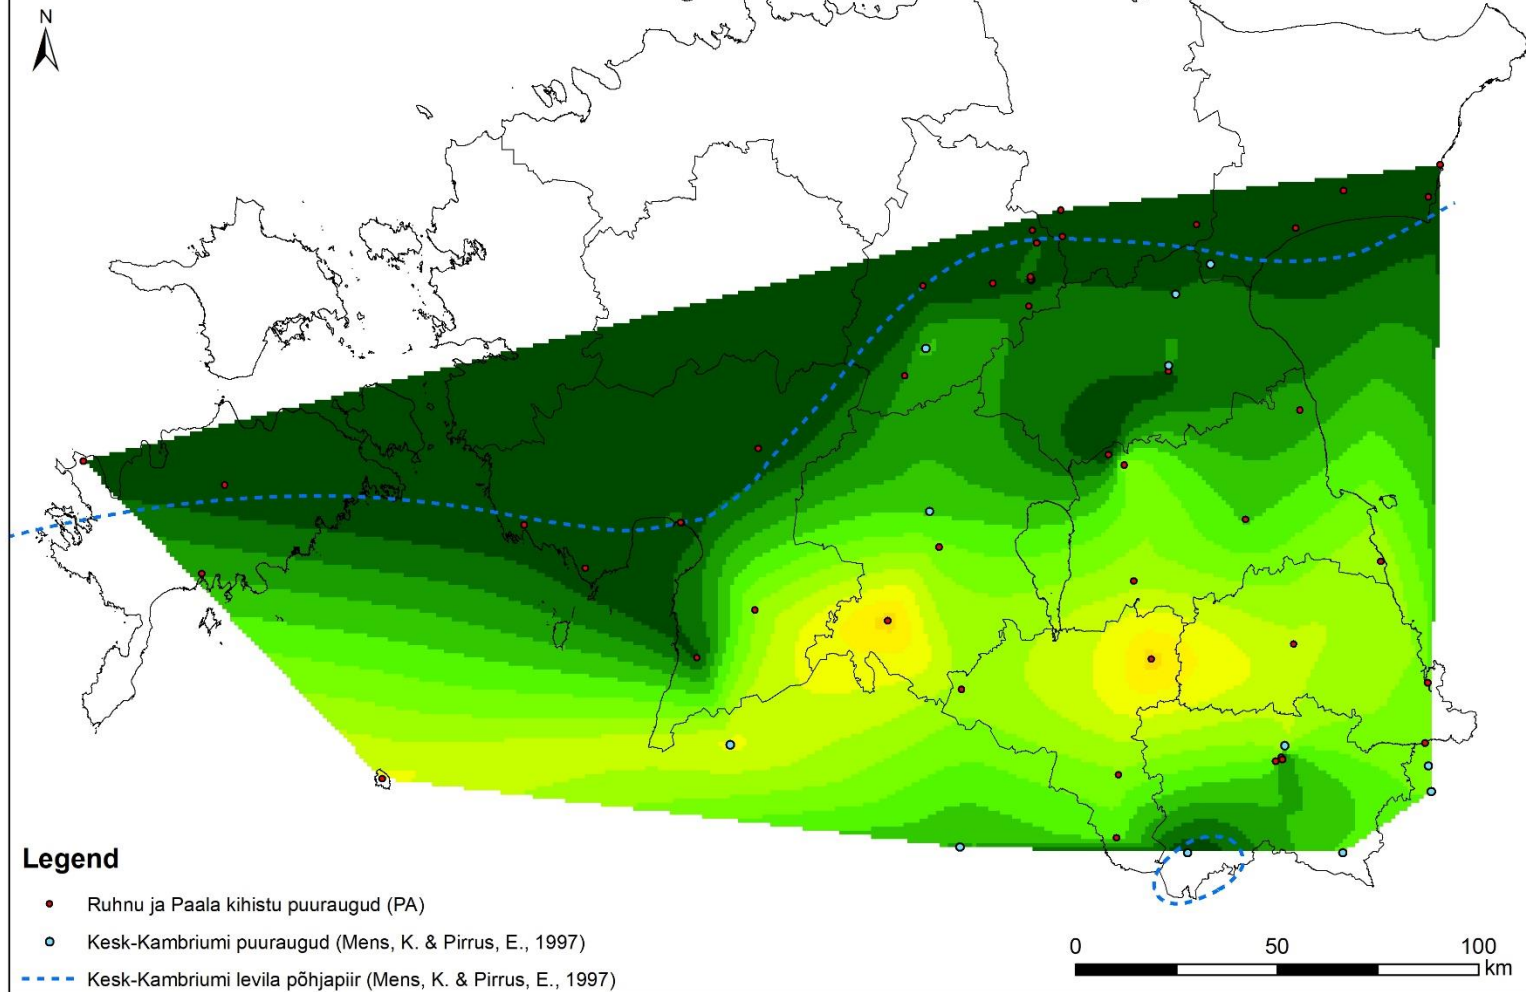 N
Legend
Ruhnu ja Paala kihistu puuraugud (PA)
Kesk-Kambriumi puuraugud (Mens, K. & Pirrus, E., 1997)
Kesk-Kambriumi levila põhjapiir (Mens, K. & Pirrus, E., 1997)
0 50 100
km